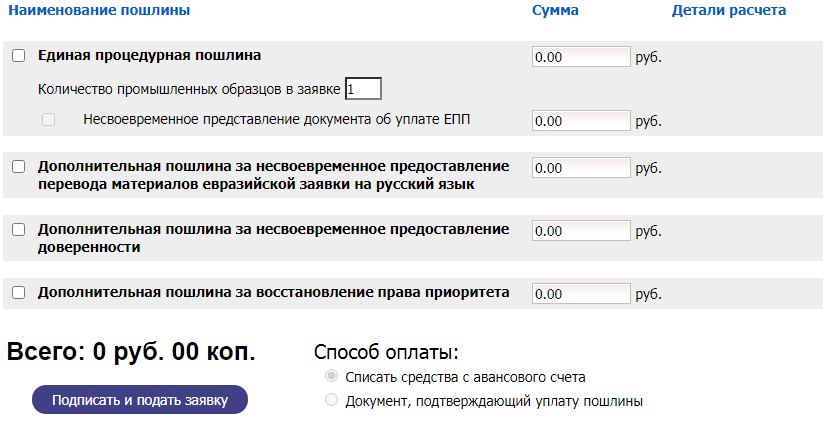 Наименование пошлины Сумма Детали расчета
Единая процедурная пошлина 0.00 руб.
Количество промышленных образцов в заявке 1
Несвоевременное представление документа об уплате ЕПП 0.00 руб.
Дополнительная пошлина за несвоевременное предоставление 0.00 руб.
перевода материалов евразийской заявки на русский язык
Дополнительная пошлина за несвоевременное предоставление 0.00 руб.
доверенности
Дополнительная пошлина за восстановление права приоритета 0.00 руб.
Всего: 0 руб. 00 коп. Способ оплаты:
Списать средства с авансового счета
Подписать и подать заявку Документ, подтверждающий уплату пошлины